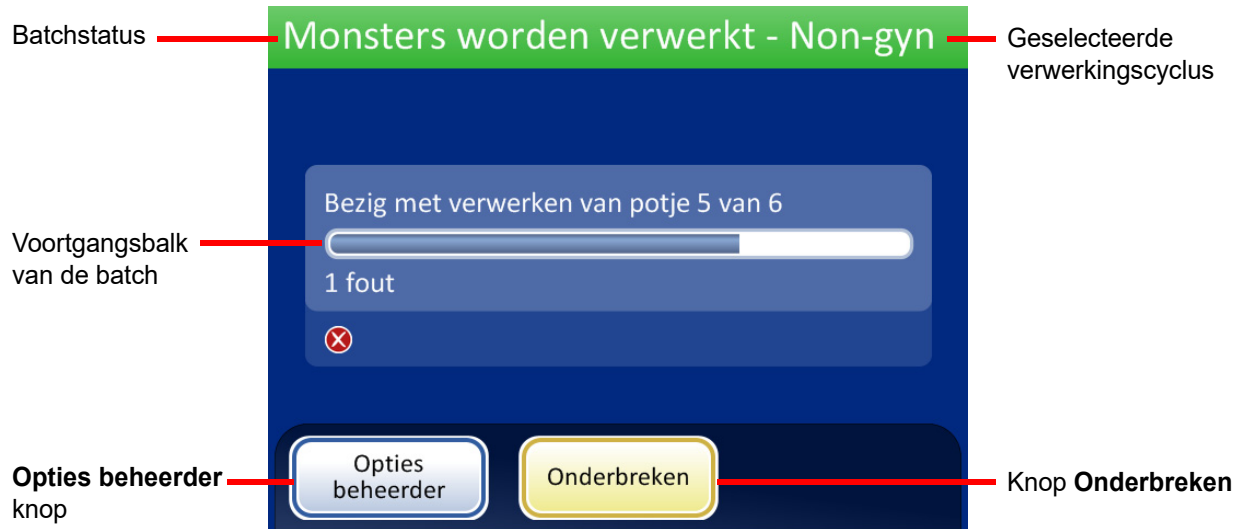 Batchstatus
Monsters worden verwerkt - Non-gyn
Geselecteerde
verwerkingscyclus
Bezig met verwerken van potje 5 van 6
Voortgangsbalk
van de batch
1 fout
Opties beheerder
knop
Opties
beheerder
Onderbreken
Knop Onderbreken